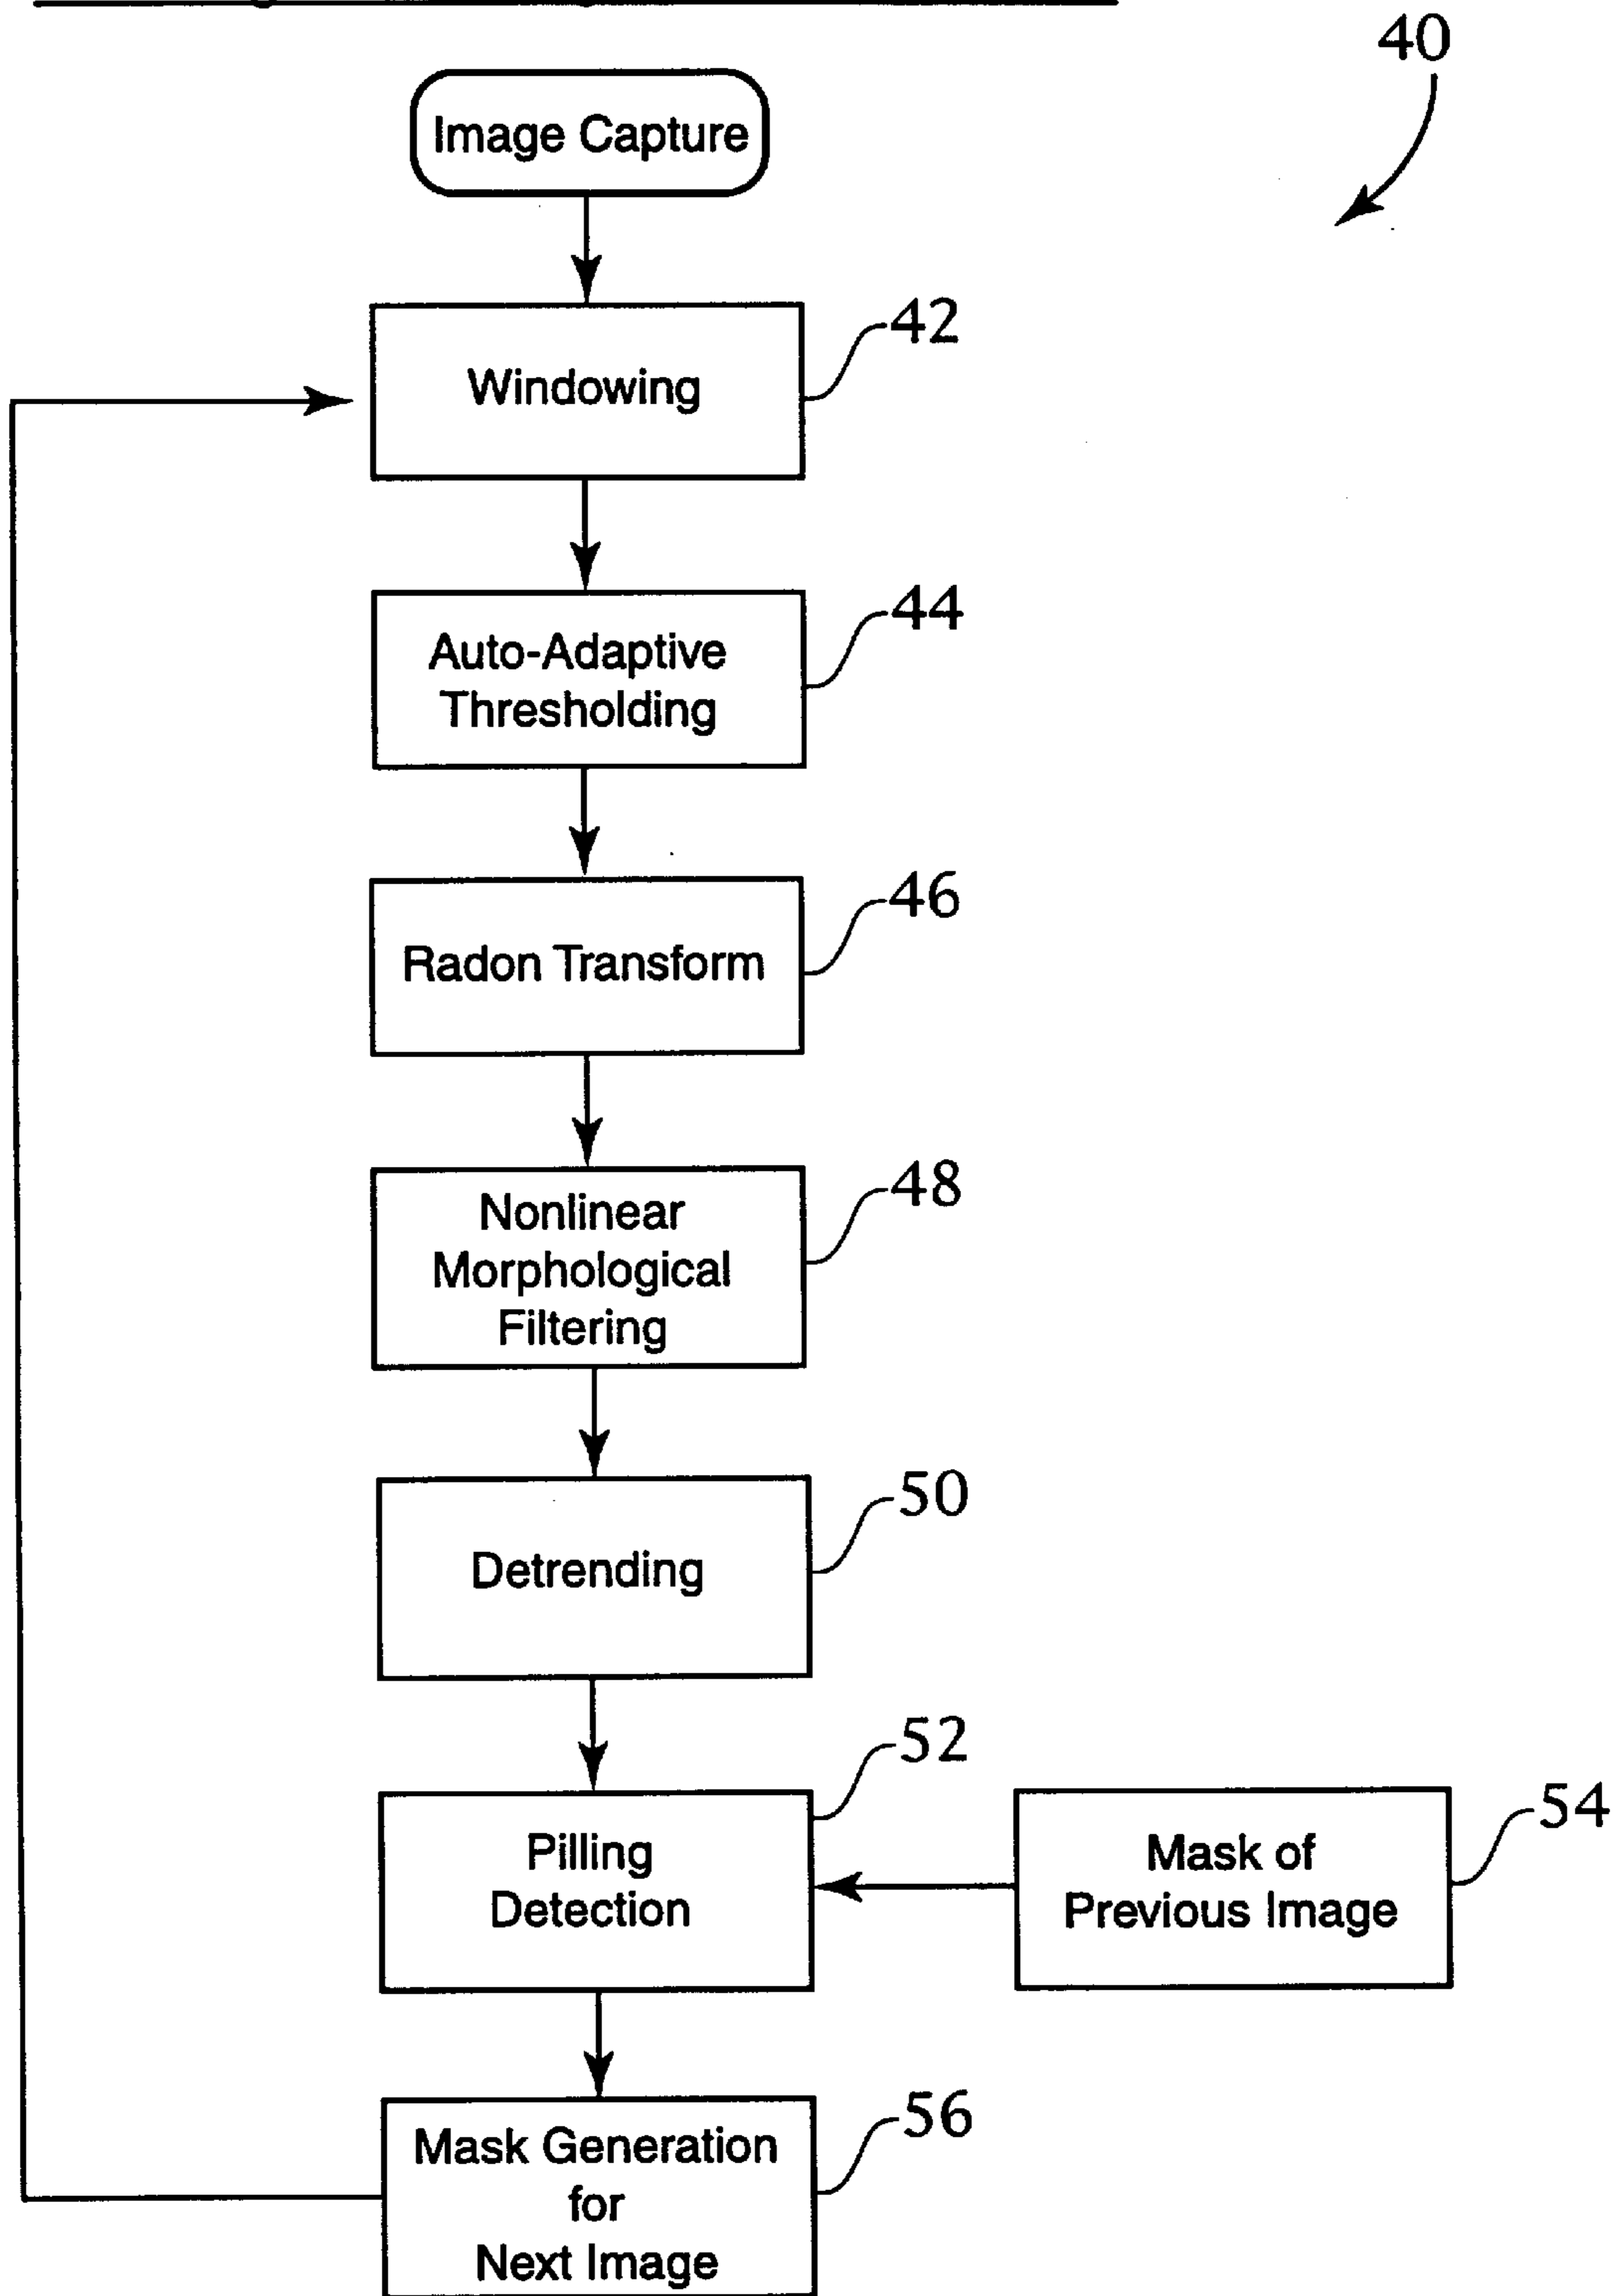 40
Image Capture
Windowing
42
Auto-Adaptive
Thresholding
44
Radon Transform
46
Nonlinear
Morphological
Filtering
48
Detrending
50
Pilling
Detection
52
Mask of
Previous Image
54
Mask Generation
for
Next Image
56